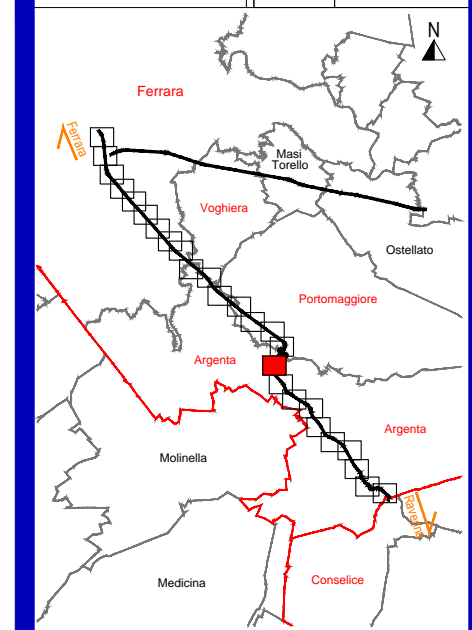 N
Ferrara
Ferrara
Masi
Torello
Voghiera
Ostellato
Portomaggiore
Argenta
Argenta
Molinella
Ravenna
Medicina
Conselice